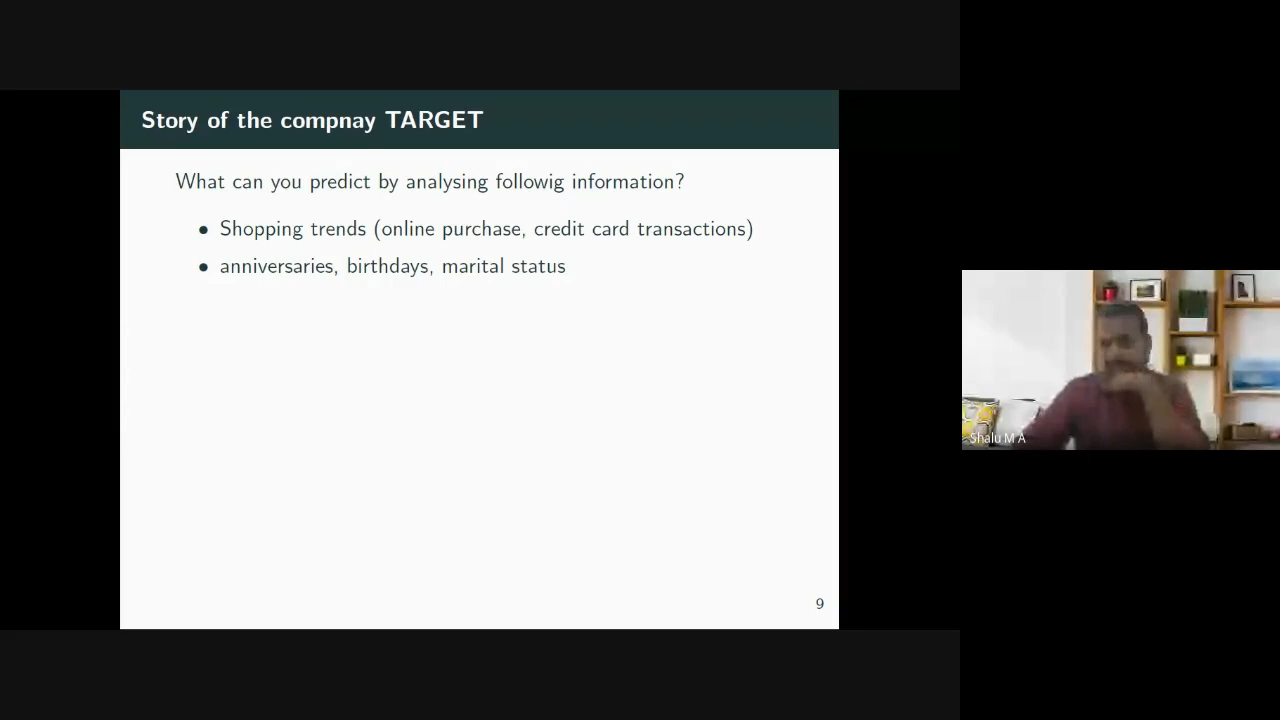 Story of the compnay TARGET
What can you predict by analysing followig information?
• Shopping trends (online purchase, credit card transactions)
• anniversaries, birthdays, marital status
9
Shalu M A